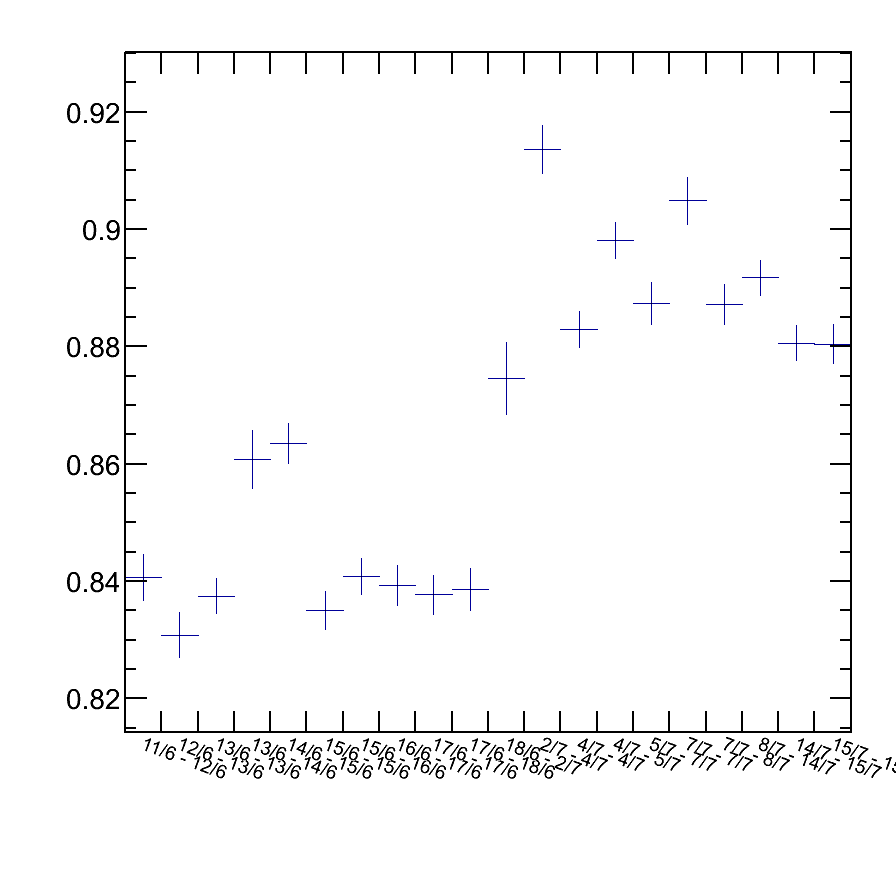 0.92
0.9
0.88
0.86
0.84
0.82
11/6 - 12/6
12/6 - 13/6
13/6 - 13/6
13/6 - 14/6
14/6 - 15/6
15/6 - 15/6
15/6 - 16/6
16/6 - 17/6
17/6 - 17/6
17/6 - 18/6
18/6 - 2/7
2/7 - 4/7
4/7 - 4/7
4/7 - 5/7
5/7 - 7/7
7/7 - 7/7
7/7 - 8/7
8/7 - 14/7
14/7 - 15/7
15/7 - 15